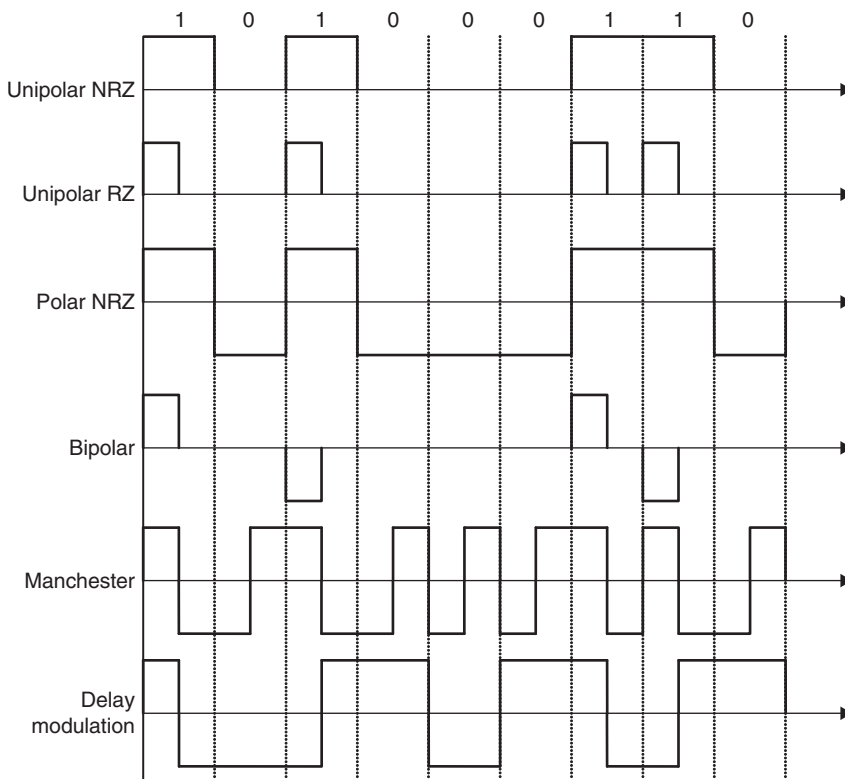 1 0 1 0 0 0 1 1 0
Unipolar NRZ
Unipolar RZ
Polar NRZ
Bipolar
Manchester
Delay
modulation